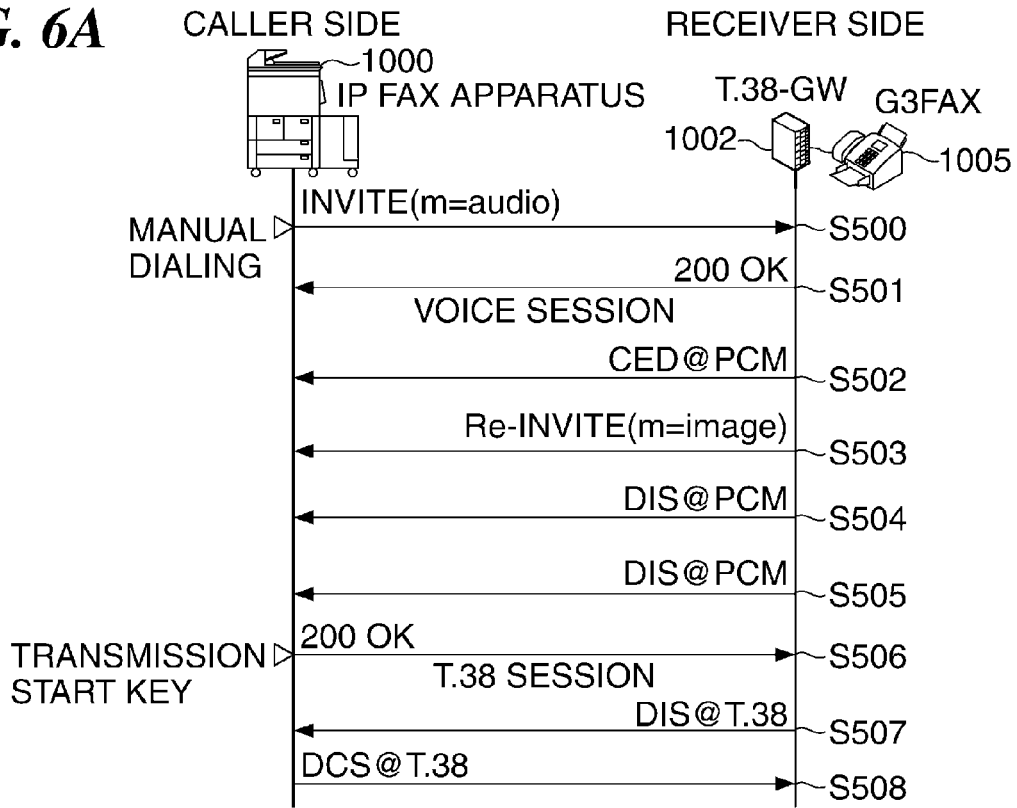 G. 6A
CALLER SIDE
RECEIVER SIDE
1000
IP FAX APPARATUS
T.38-GW
G3FAX
1002
1005
INVITE(m=audio)
MANUAL
DIALING
S500
200 OK
S501
VOICE SESSION
CED@PCM
S502
Re-INVITE(m=image)
S503
DIS@PCM
S504
DIS@PCM
S505
200 OK
TRANSMISSION
START KEY
S506
T.38 SESSION
DIS@T.38
S507
DCS@T.38
S508